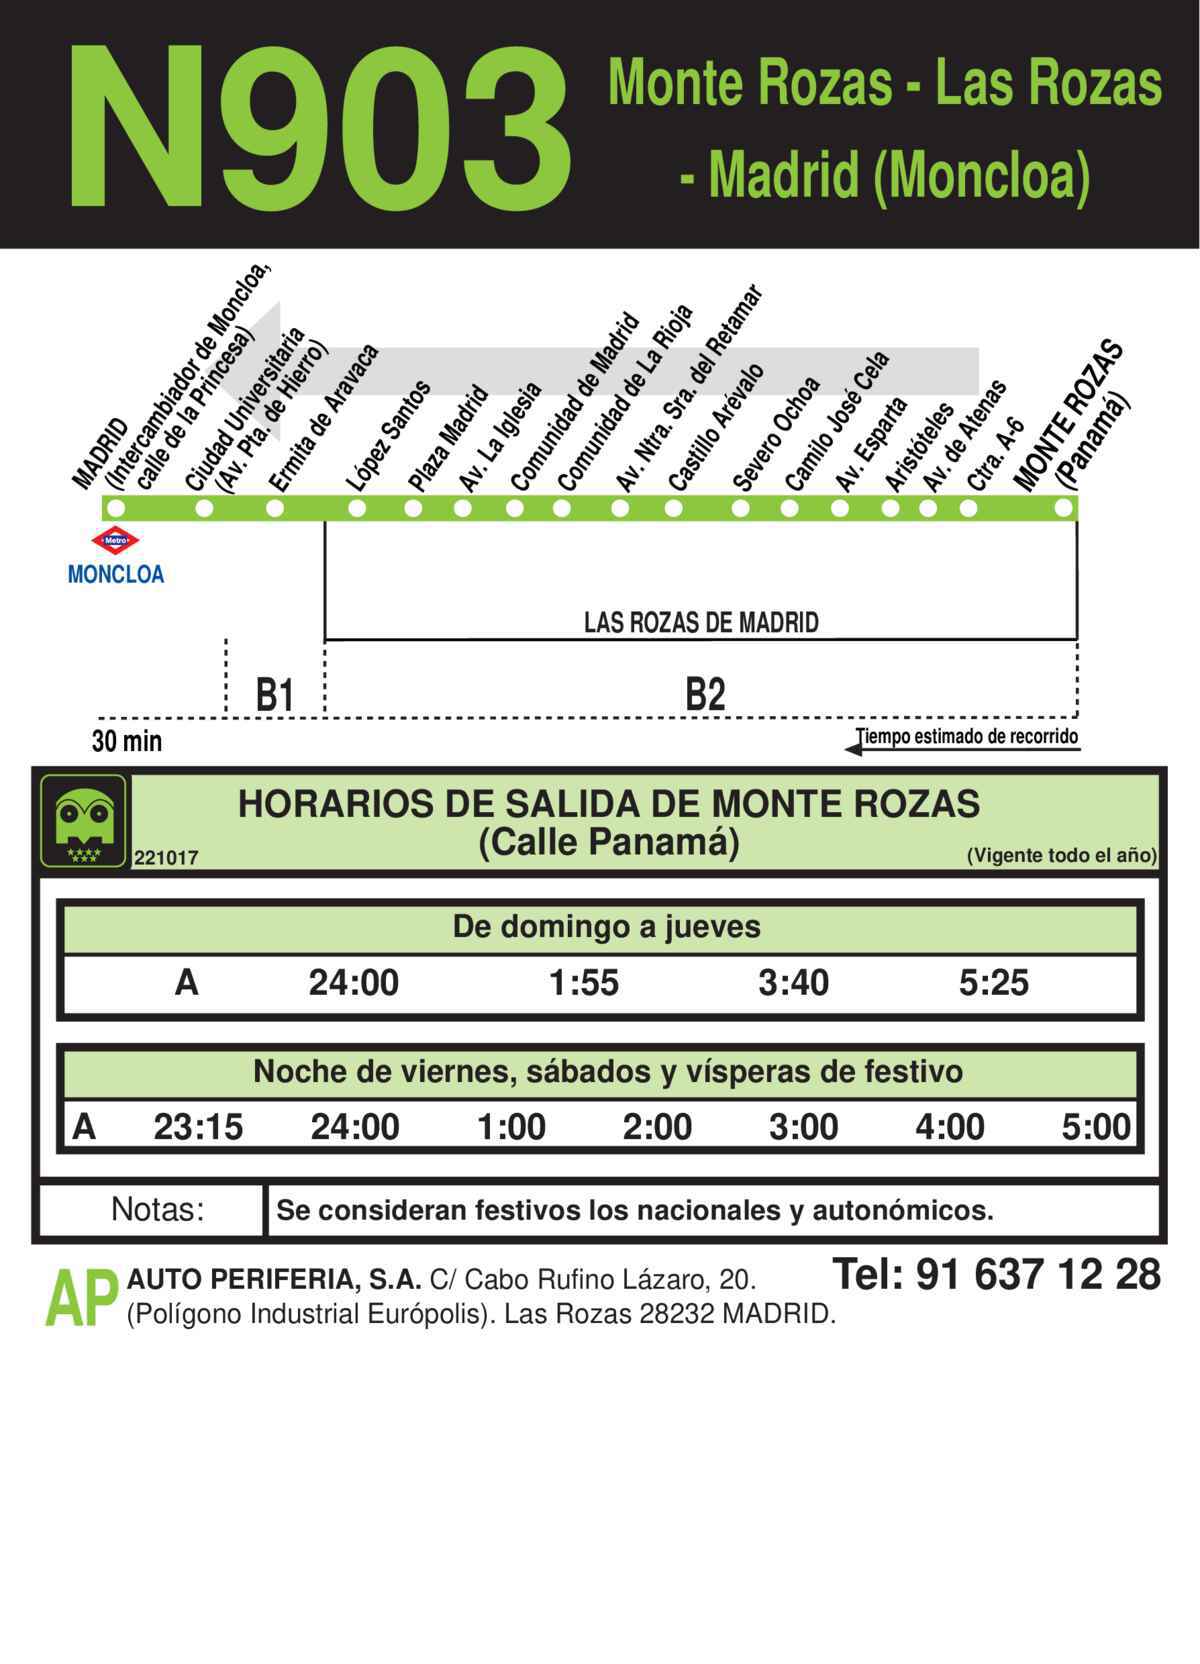 N903
Monte Rozas - Las Rozas
- Madrid (Moncloa)
MADRID
(Intercambiador de Moncloa,
calle de la Princesa)
Ciudad Universitaria
(Av. Pta. de Hierro)
Ermita de Aravaca
López Santos
Plaza Madrid
Av. La Iglesia
Comunidad de Madrid
Comunidad de La Rioja
Av. Ntra. Sra. del Retamar
Castillo Arévalo
Severo Ochoa
Camilo José Cela
Av. Esparta
Aristóteles
Av. de Atenas
Ctra. A-6
MONTE ROZAS
(Panamá)
Metro
MONCLOA
LAS ROZAS DE MADRID
B1
B2
30 min
Tiempo estimado de recorrido
HORARIOS DE SALIDA DE MONTE ROZAS
(Calle Panamá)
221017
(Vigente todo el año)
De domingo a jueves
A 24:00 1:55 3:40 5:25
Noche de viernes, sábados y vísperas de festivo
A 23:15 24:00 1:00 2:00 3:00 4:00 5:00
Notas: Se consideran festivos los nacionales y autonómicos.
AP
AUTO PERIFERIA, S.A. C/ Cabo Rufino Lázaro, 20.
(Polígono Industrial Európolis). Las Rozas 28232 MADRID.
Tel: 91 637 12 28